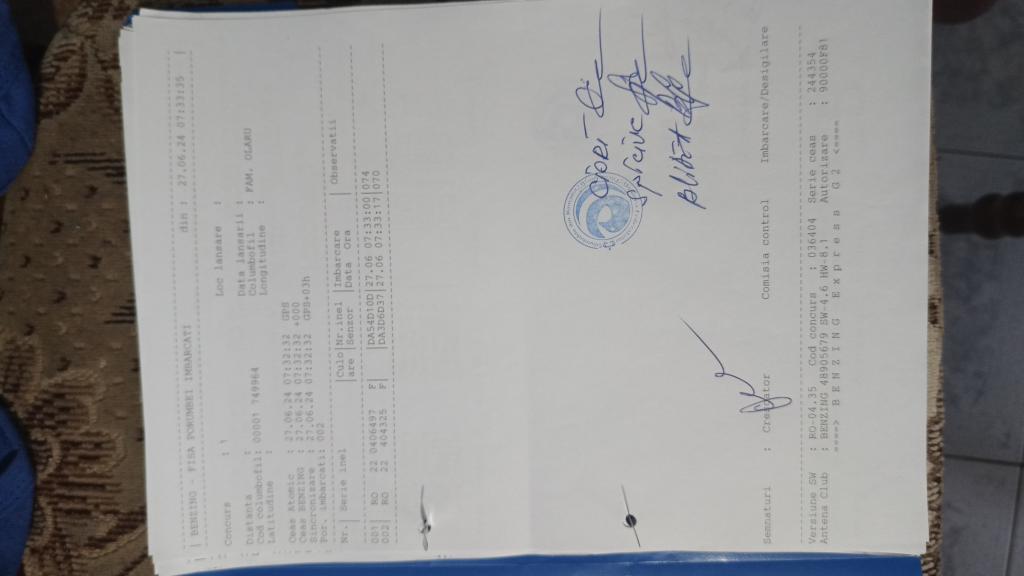 | BENZING - FISA PORUMBEI IMBARCATI din : 27.06.24 07:33:35 |
Concurs : 1 Loc lansare :
Distanta : Data lansarii :
Cod columbofil: 00001 749964 Columbofil : FAM. OLARU
Latitudine : Longitudine :
Ceas Atomic : 27.06.24 07:32:32 GPS
Ceas BENZING : 27.06.24 07:32:32 +000
Sincronizare : 27.06.24 07:32:32 GPS+03h
Por. imbarcati: 002
Nr.| Serie inel |Culo|Nr.inel |Imbarcare |Observatii
|are |Senzor |Data Ora |
001| RO 22 0406497 F| |DA54D10D|27.06 07:33:00|074
002| RO 22 404325 F| |DA3D6D37|27.06 07:33:17|070
Semnaturi : Crescator Comisia control Imbarcare/Desigilare
Versiune SW : RO-04.35 Cod concurs : 036404 Serie ceas : 244354
Antena Club : BENZING 48905679 SW-4.6 HW-8.1 Autorizare : 90000F81
====> B E N Z I N G E x p r e s s G 2 <====